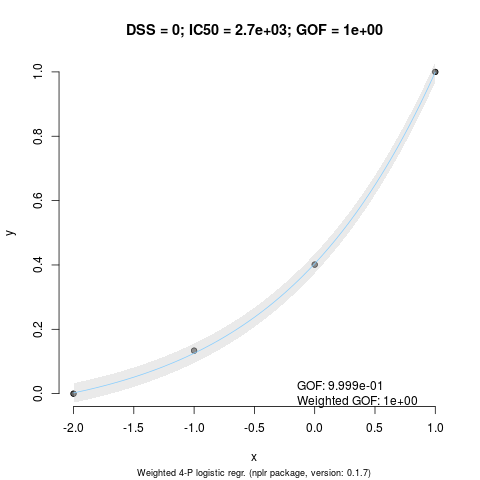 DSS = 0; IC50 = 2.7e+03; GOF = 1e+00
1.0
0.8
0.6
y
0.4
0.2
0.0
GOF: 9.999e-01
Weighted GOF: 1e+00
-2.0 -1.5 -1.0 -0.5 0.0 0.5 1.0
x
Weighted 4-P logistic regr. (nplr package, version: 0.1.7)